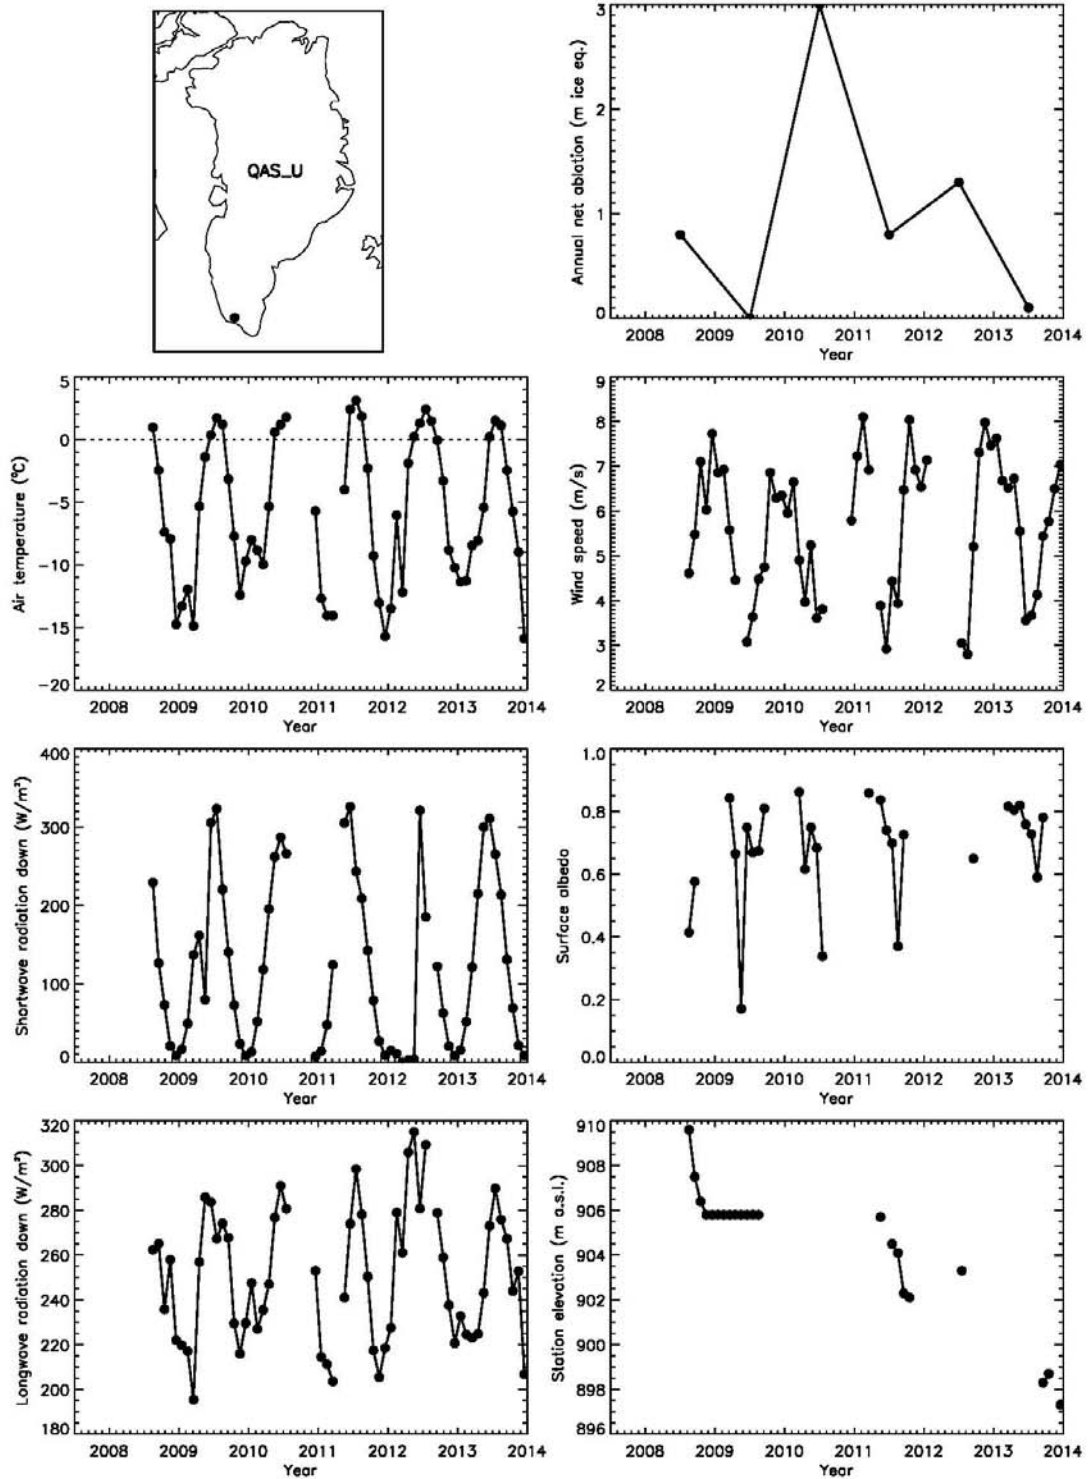 QAS_U
Annual net ablation (m ice eq.)
3
2
1
0
2008 2009 2010 2011 2012 2013 2014
Year
Air temperature (°C)
5
0
−5
−10
−15
−20
2008 2009 2010 2011 2012 2013 2014
Year
Wind speed (m/s)
9
8
7
6
5
4
3
2
2008 2009 2010 2011 2012 2013 2014
Year
Shortwave radiation down (W/m²)
400
300
200
100
0
2008 2009 2010 2011 2012 2013 2014
Year
Surface albedo
1.0
0.8
0.6
0.4
0.2
0.0
2008 2009 2010 2011 2012 2013 2014
Year
Longwave radiation down (W/m²)
320
300
280
260
240
220
200
180
2008 2009 2010 2011 2012 2013 2014
Year
Station elevation (m a.s.l.)
910
908
906
904
902
900
898
896
2008 2009 2010 2011 2012 2013 2014
Year